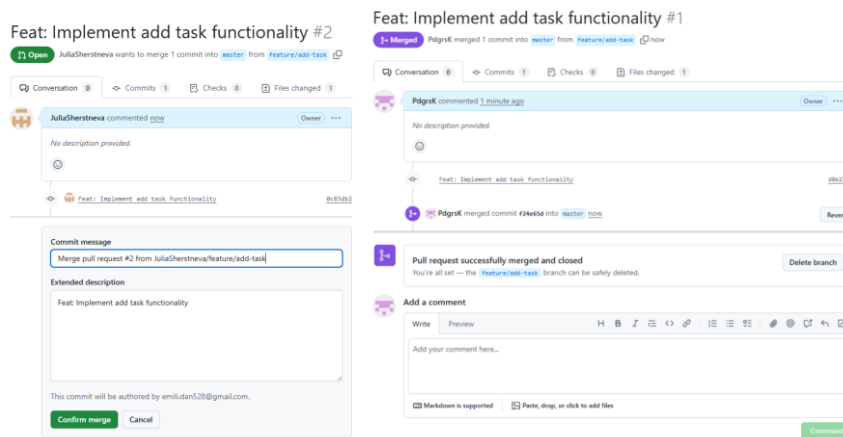 Feat: Implement add task functionality #2
Open JuliaSherstneva wants to merge 1 commit into master from feature/add-task
Conversation 0 Commits 1 Checks 0 Files changed 1
JuliaSherstneva commented now Owner ...
No description provided.
Feat: Implement add task functionality 0c83db2
Commit message
Merge pull request #2 from JuliaSherstneva/feature/add-task
Extended description
Feat: Implement add task functionality
This commit will be authored by emili.dan528@gmail.com.
Confirm merge Cancel
Feat: Implement add task functionality #1
Merged PdgrsK merged 1 commit into master from feature/add-task now
Conversation 0 Commits 1 Checks 0 Files changed 1
PdgrsK commented 1 minute ago Owner ...
No description provided.
Feat: Implement add task functionality
PdgrsK merged commit f24e65d into master now
Pull request successfully merged and closed Delete branch
You're all set — the feature/add-task branch can be safely deleted.
Add a comment
Write Preview H B I
Add your comment here...
Markdown is supported Paste, drop, or click to add files